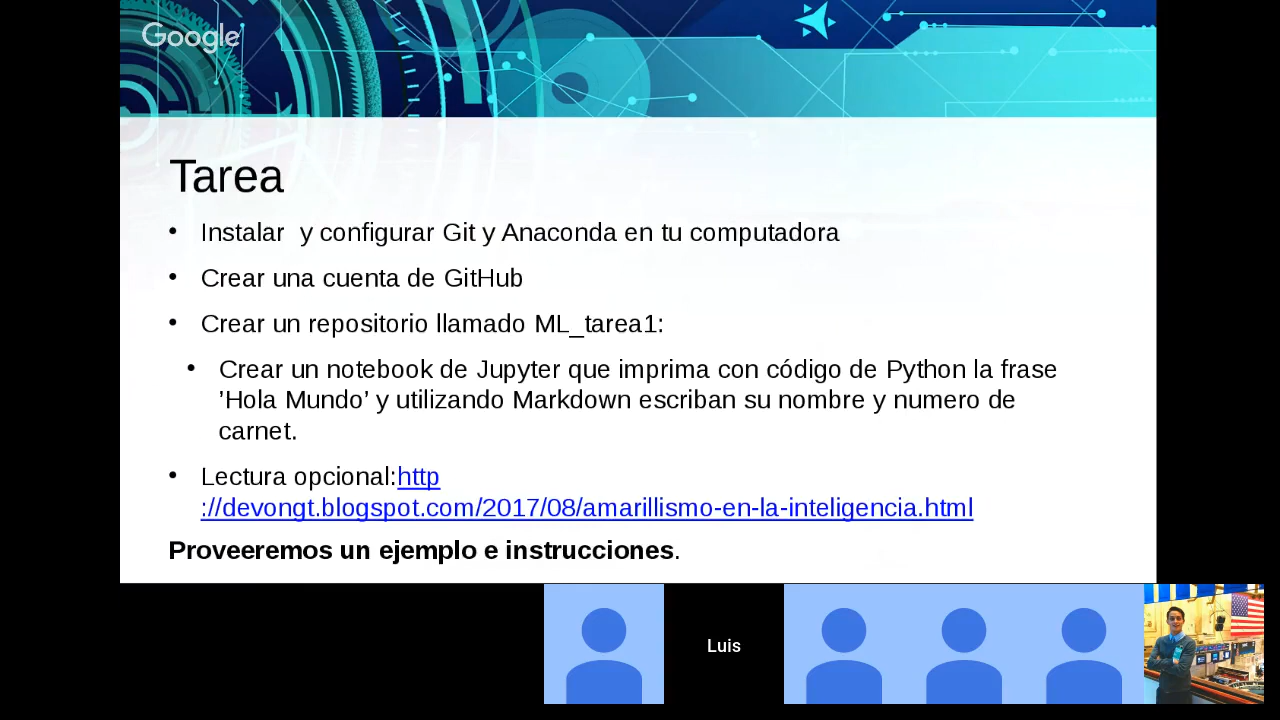 Google
Tarea
• Instalar  y configurar Git y Anaconda en tu computadora
• Crear una cuenta de GitHub
• Crear un repositorio llamado ML_tarea1:
• Crear un notebook de Jupyter que imprima con código de Python la frase
’Hola Mundo’ y utilizando Markdown escriban su nombre y numero de
carnet.
• Lectura opcional:http
://devongt.blogspot.com/2017/08/amarillismo-en-la-inteligencia.html
Proveeremos un ejemplo e instrucciones.
Luis